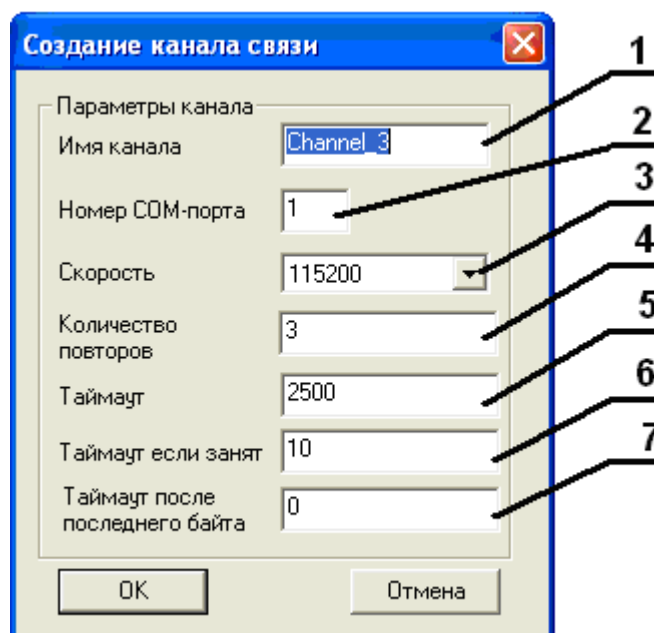 Создание канала связи
1
Параметры канала
2
Имя канала Channel_3
3
Номер COM-порта 1
4
Скорость 115200
5
Количество
повторов 3
6
Таймаут 2500
7
Таймаут если занят 10
Таймаут после
последнего байта 0
OK Отмена